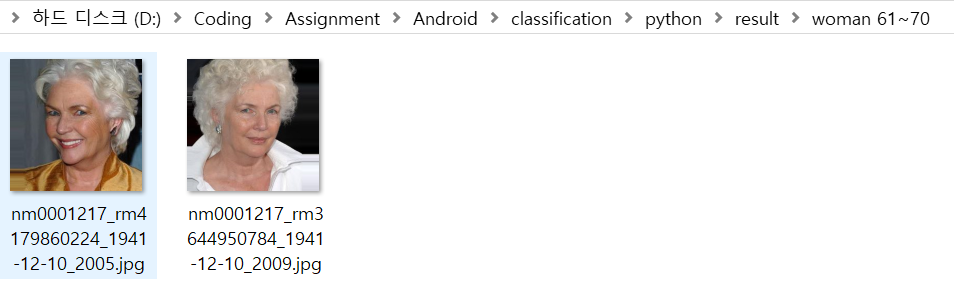 하드 디스크 (D:) > Coding > Assignment > Android > classification > python > result > woman 61~70
nm0001217_rm4
179860224_1941
-12-10_2005.jpg
nm0001217_rm3
644950784_1941
-12-10_2009.jpg